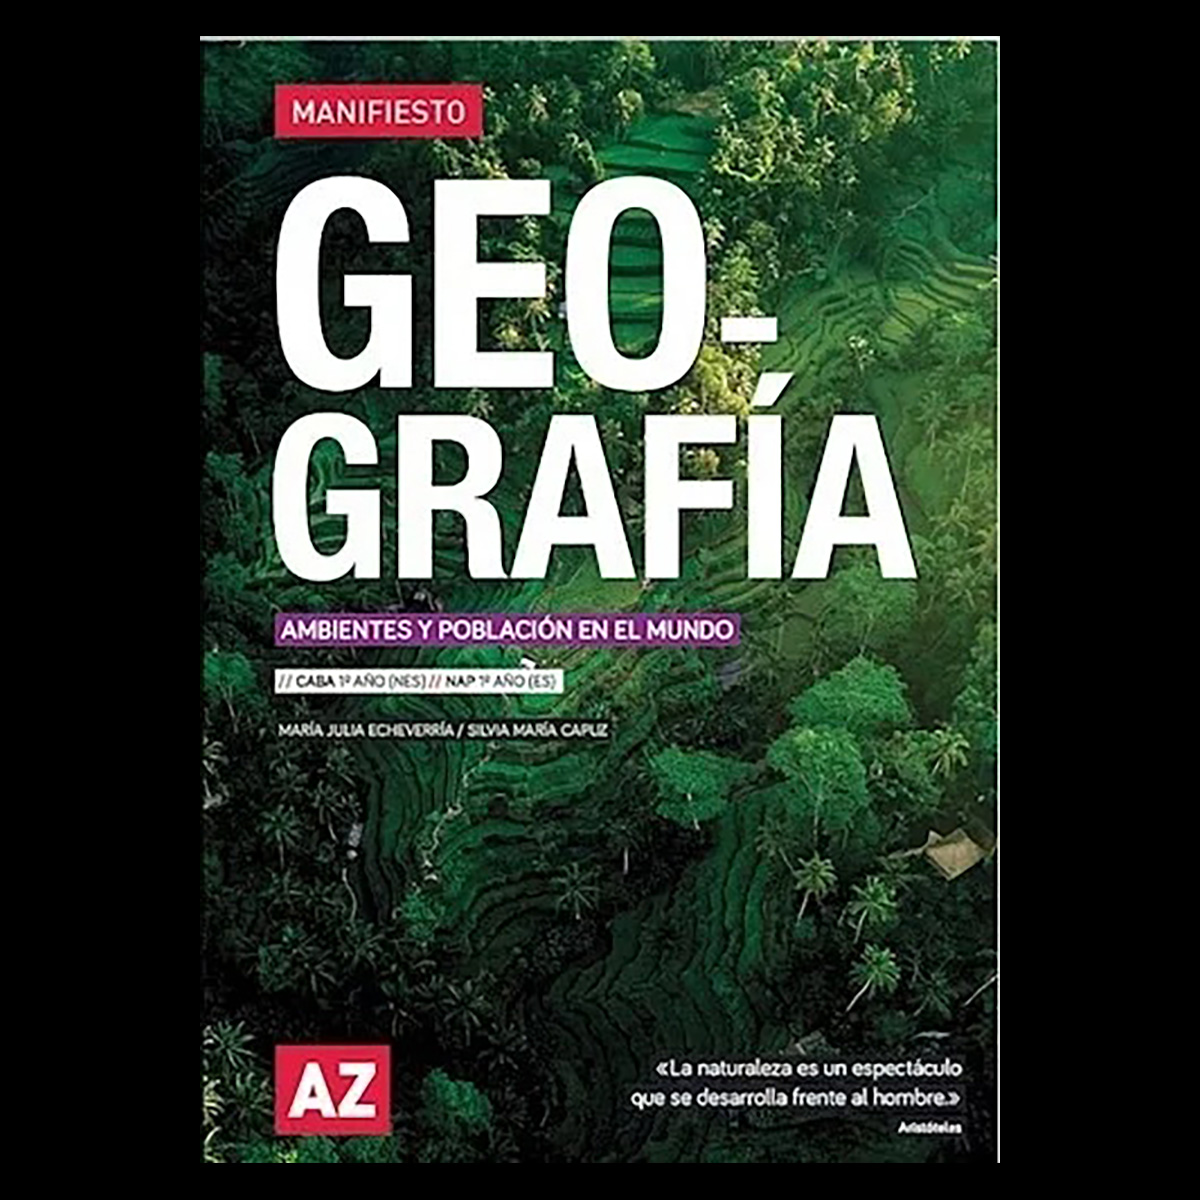 MANIFIESTO
GEO-
GRAFÍA
AMBIENTES Y POBLACIÓN EN EL MUNDO
// CABA 1º AÑO (NES) // NAP 1º AÑO (ES)
MARÍA JULIA ECHEVERRÍA / SILVIA MARÍA CAPUZ
AZ
«La naturaleza es un espectáculo
que se desarrolla frente al hombre.»
Aristóteles